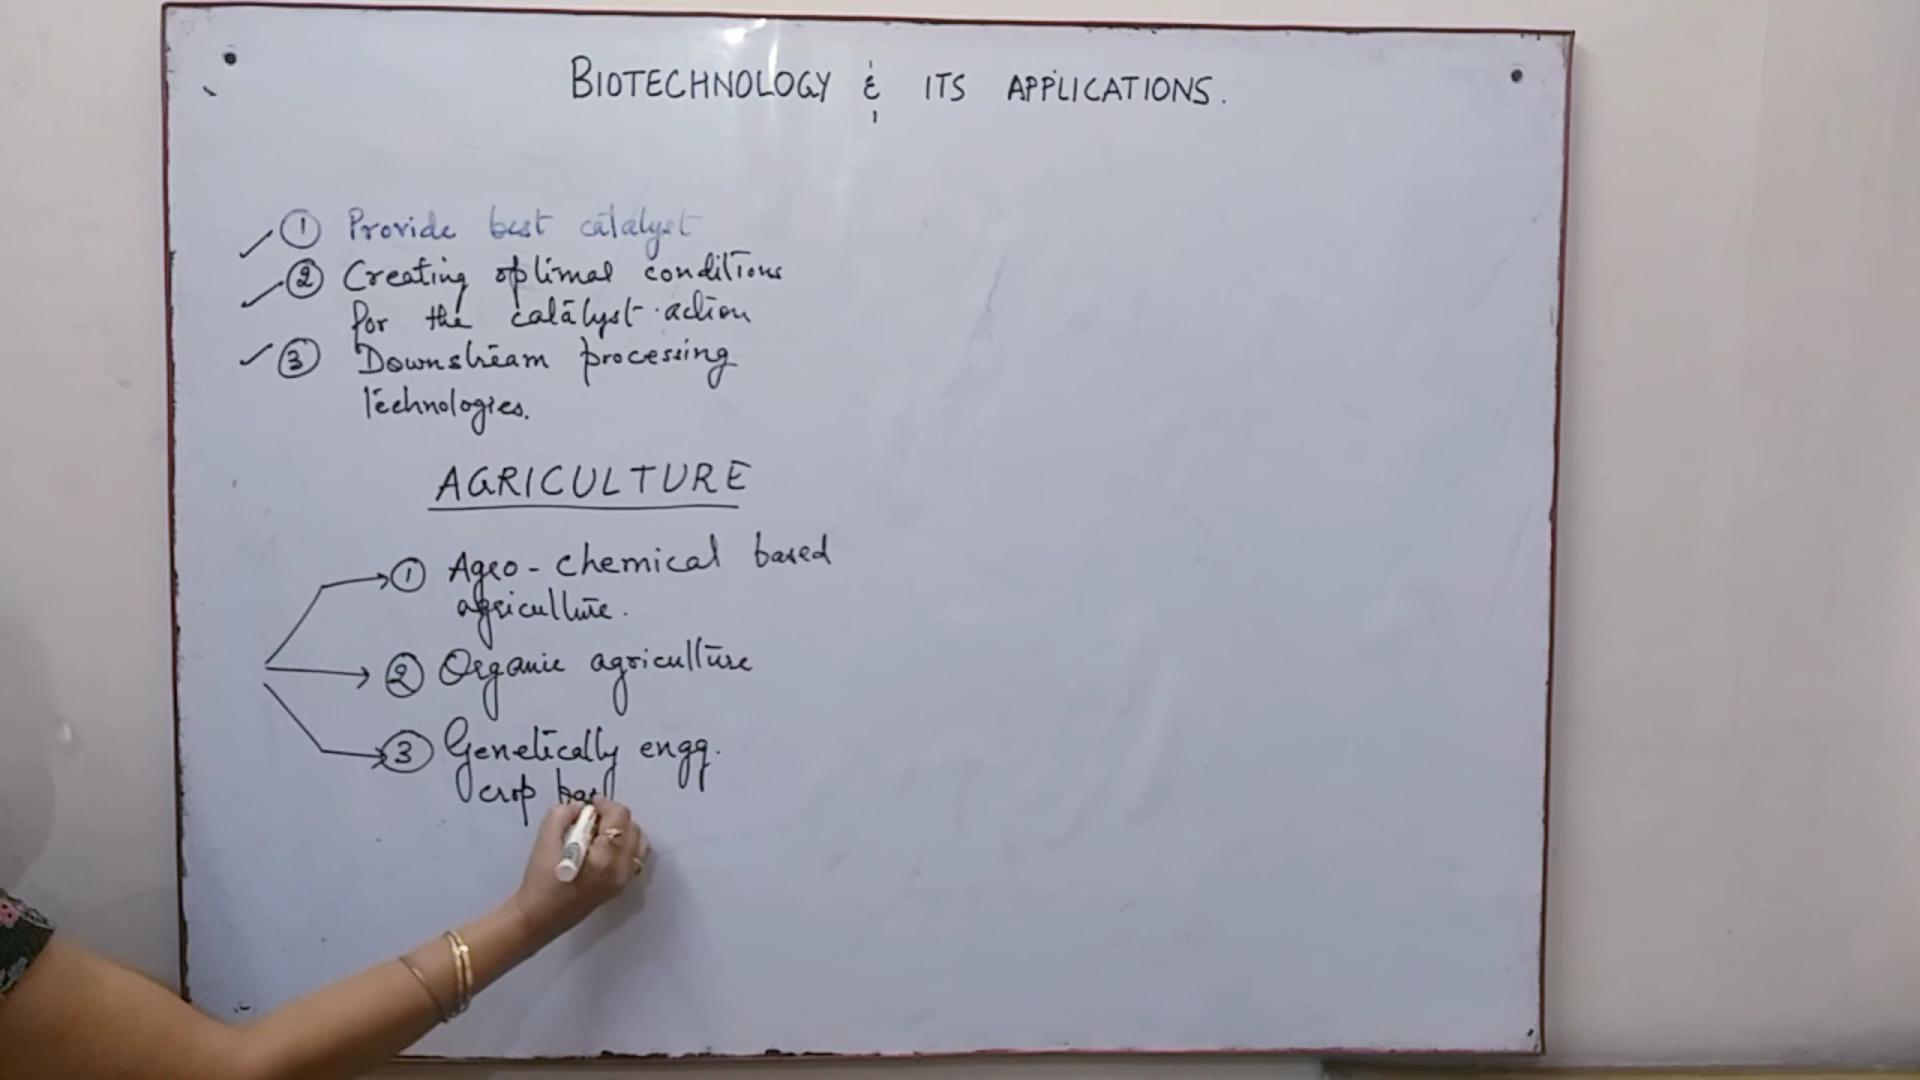 BIOTECHNOLOGY & ITS APPLICATIONS.
① Provide best catalyst
② Creating optimal conditions
for the catalyst action
③ Downstream processing
Technologies.
AGRICULTURE
① Agro-chemical based
agriculture.
② Organic agriculture
③ Genetically engg.
crop